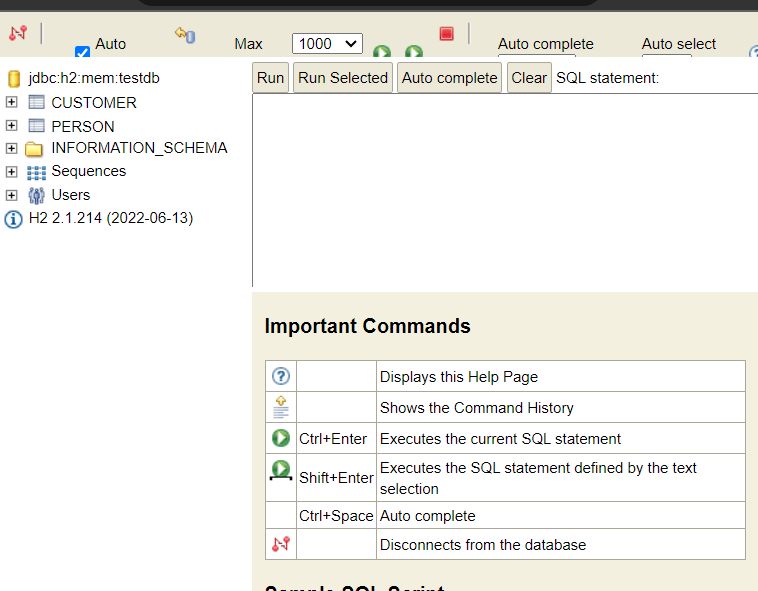 Auto
Max
1000
Auto complete
Auto select
jdbc:h2:mem:testdb
CUSTOMER
PERSON
INFORMATION_SCHEMA
Sequences
Users
H2 2.1.214 (2022-06-13)
Run
Run Selected
Auto complete
Clear
SQL statement:
Important Commands
Displays this Help Page
Shows the Command History
Ctrl+Enter
Executes the current SQL statement
Shift+Enter
Executes the SQL statement defined by the text
selection
Ctrl+Space
Auto complete
Disconnects from the database
Sample SQL Script